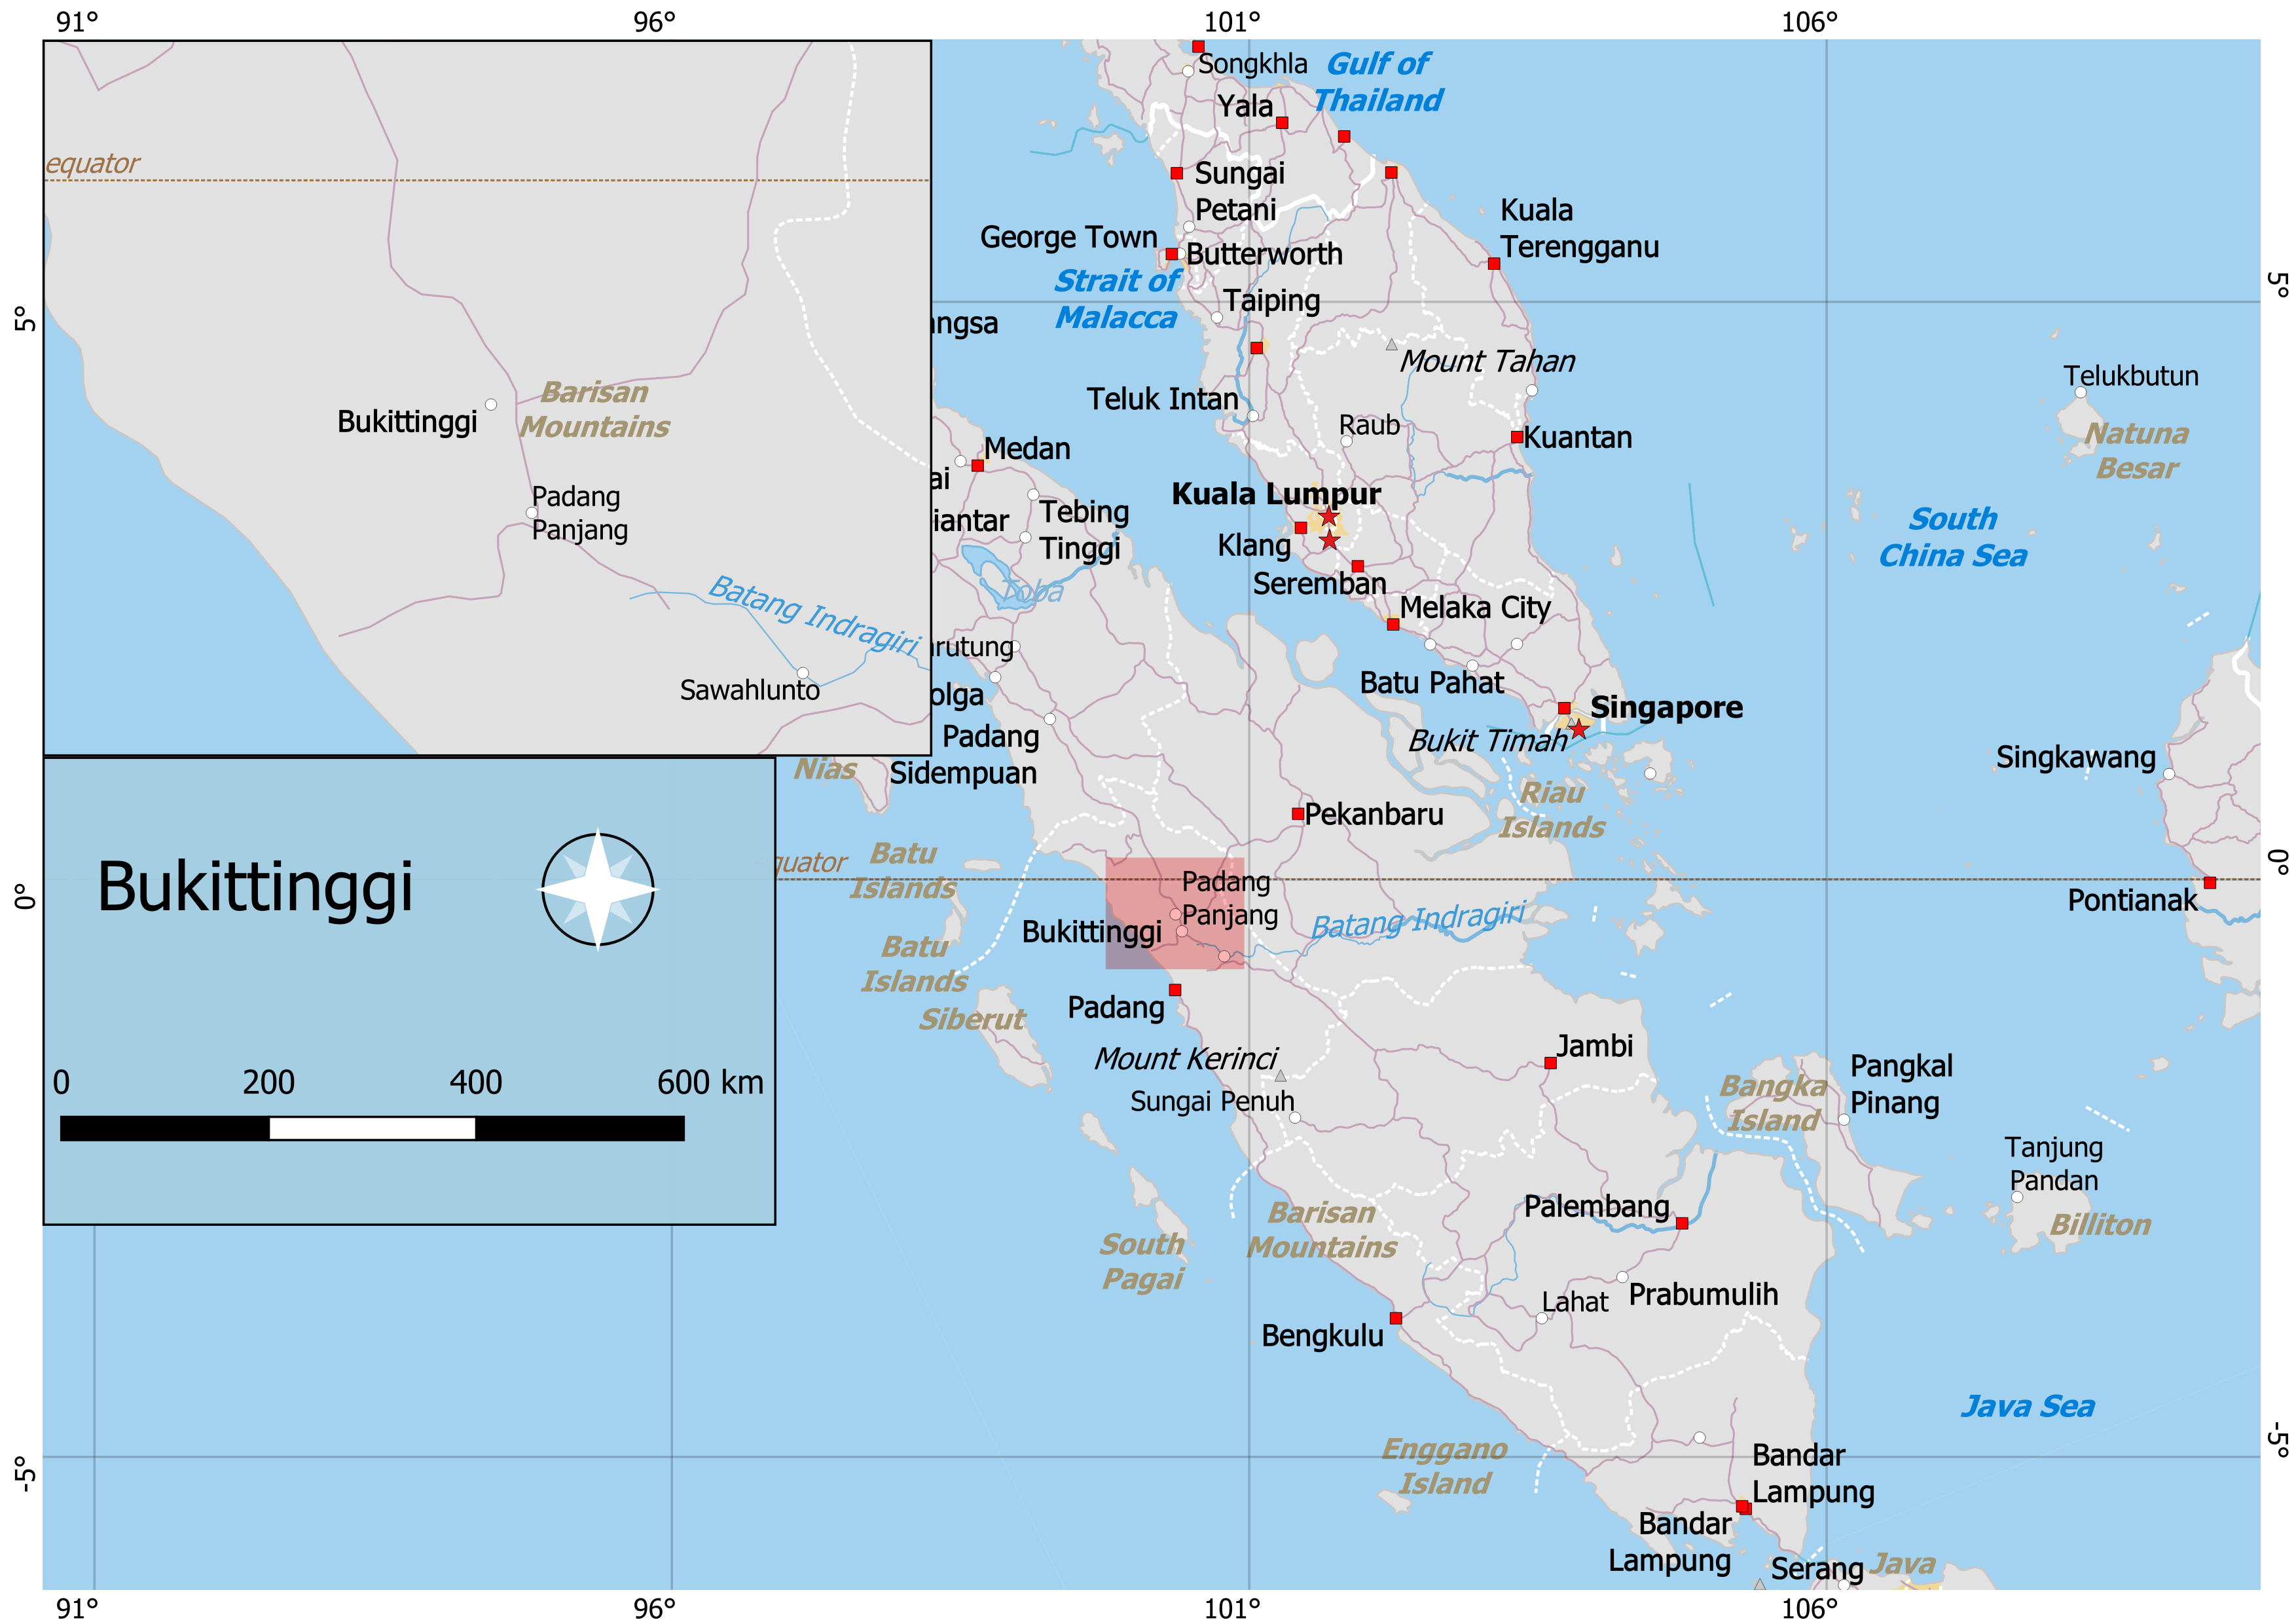 91°
96°
101°
106°
equator
Bukittinggi
Barisan
Mountains
Padang
Panjang
Batang Indragiri
Sawahlunto
Songkhla
Gulf of
Thailand
Yala
Sungai
Petani
George Town
Butterworth
Kuala
Terengganu
Strait of
Malacca
Taiping
5°
5°
angsa
Mount Tahan
Teluk Intan
Raub
Kuantan
Telukbutun
Natuna
Besar
Medan
ai
Kuala Lumpur
iantar
Tebing
Tinggi
Klang
South
China Sea
Seremban
Toba
Melaka City
rutung
Batu Pahat
olga
Singapore
Padang
Sidempuan
Bukit Timah
Singkawang
Nias
Riau
Islands
Pekanbaru
Bukittinggi
quator
Batu
Islands
Padang
Panjang
0°
0°
Pontianak
Bukittinggi
Batang Indragiri
Batu
Islands
Padang
Siberut
Jambi
Mount Kerinci
Sungai Penuh
Bangka
Island
Pangkal
Pinang
0
200
400
600 km
Tanjung
Pandan
Palembang
Barisan
Mountains
Billiton
South
Pagai
Prabumulih
Lahat
Bengkulu
Java Sea
Enggano
Island
-5°
-5°
Bandar
Lampung
Bandar
Lampung
Serang
Java
91°
96°
101°
106°